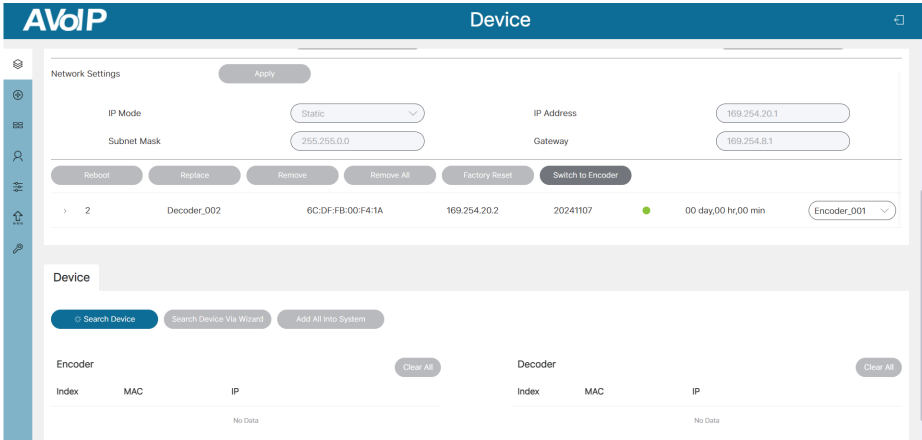 AVoIP
Device
Network Settings Apply
IP Mode Static IP Address 169.254.20.1
Subnet Mask 255.255.0.0 Gateway 169.254.8.1
Reboot Replace Remove Remove All Factory Reset Switch to Encoder
2 Decoder_002 6C:DF:FB:00:F4:1A 169.254.20.2 20241107 00 day,00 hr,00 min Encoder_001
Device
Search Device Search Device Via Wizard Add All Into System
Encoder Clear All Decoder Clear All
Index MAC IP Index MAC IP
No Data No Data